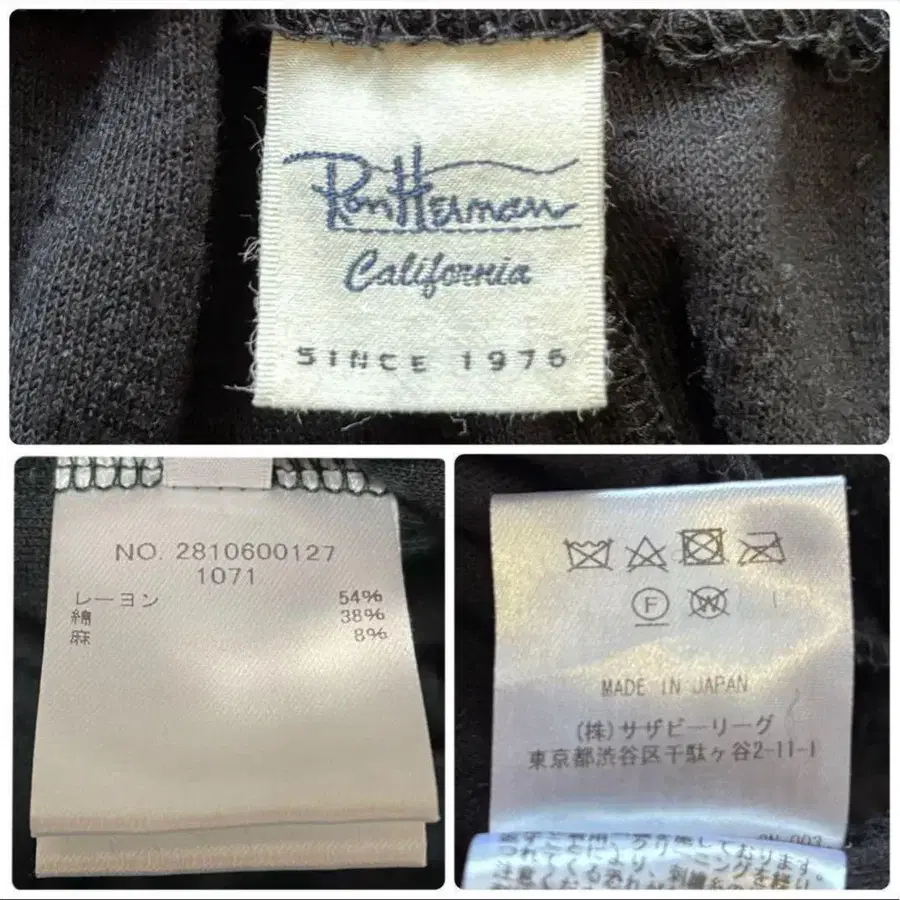 Ron Herman
California
SINCE 1976
NO. 2810600127
1071
レーヨン 54%
綿 38%
麻 8%
F
W
MADE IN JAPAN
(株)サザビーリーグ
東京都渋谷区千駄ヶ谷2-11-1